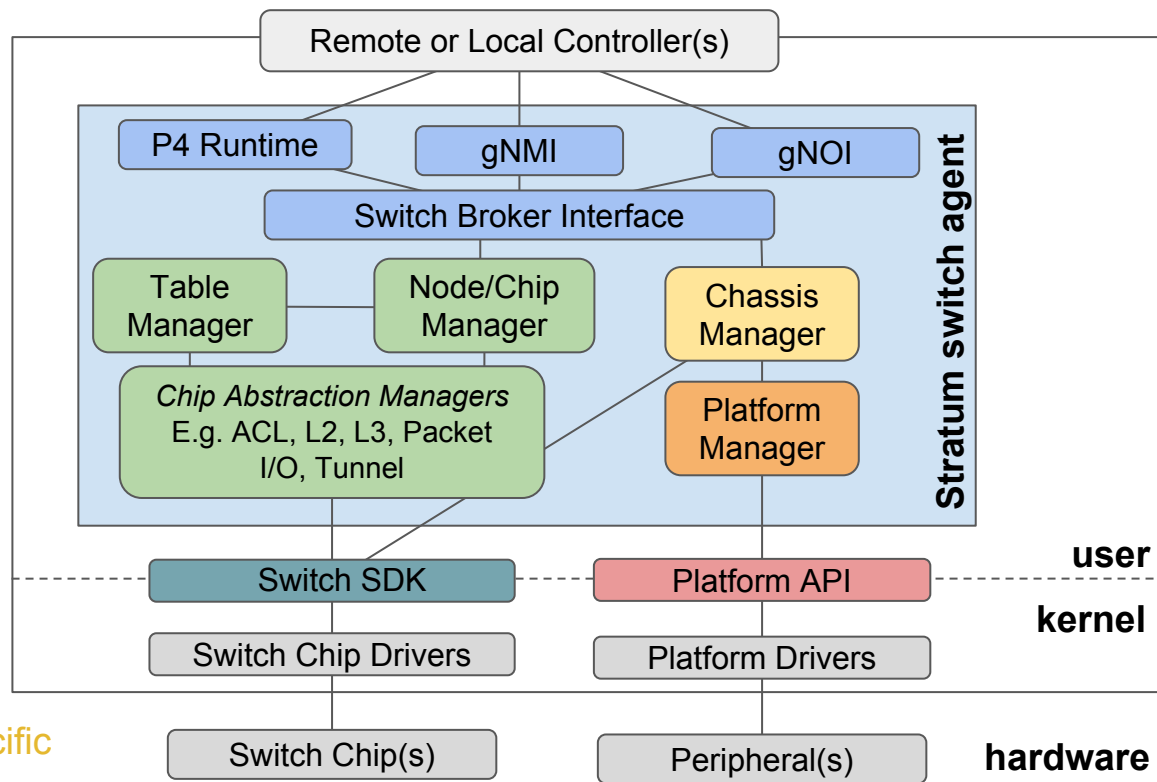 Remote or Local Controller(s)
P4 Runtime
gNMI
gNOI
Switch Broker Interface
Table
Manager
Node/Chip
Manager
Chassis
Manager
Chip Abstraction Managers
E.g. ACL, L2, L3, Packet
I/O, Tunnel
Platform
Manager
Stratum switch agent
Switch SDK
Platform API
user
kernel
Switch Chip Drivers
Platform Drivers
cific
Switch Chip(s)
Peripheral(s)
hardware